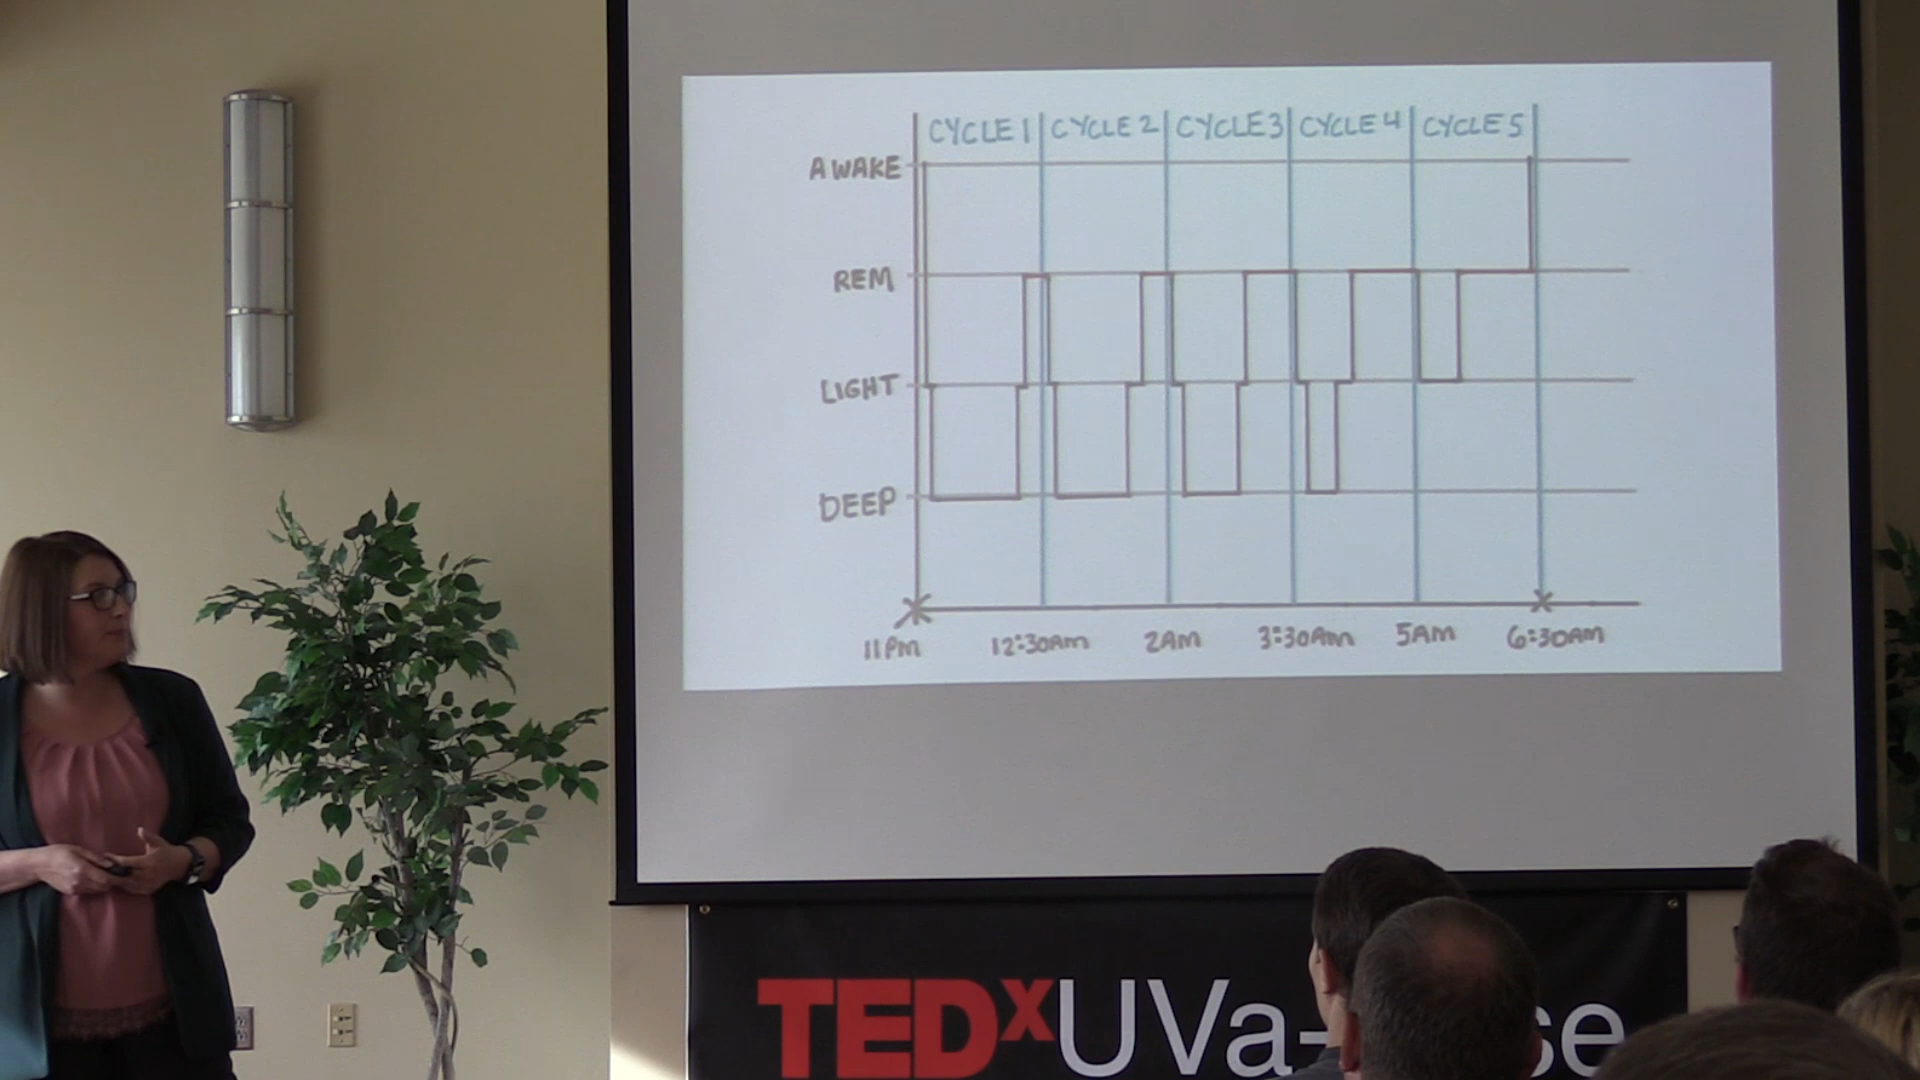 CYCLE 1 CYCLE 2 CYCLE 3 CYCLE 4 CYCLE 5
AWAKE
REM
LIGHT
DEEP
11PM 12:30AM 2AM 3:30AM 5AM 6:30AM
TEDxUVa-